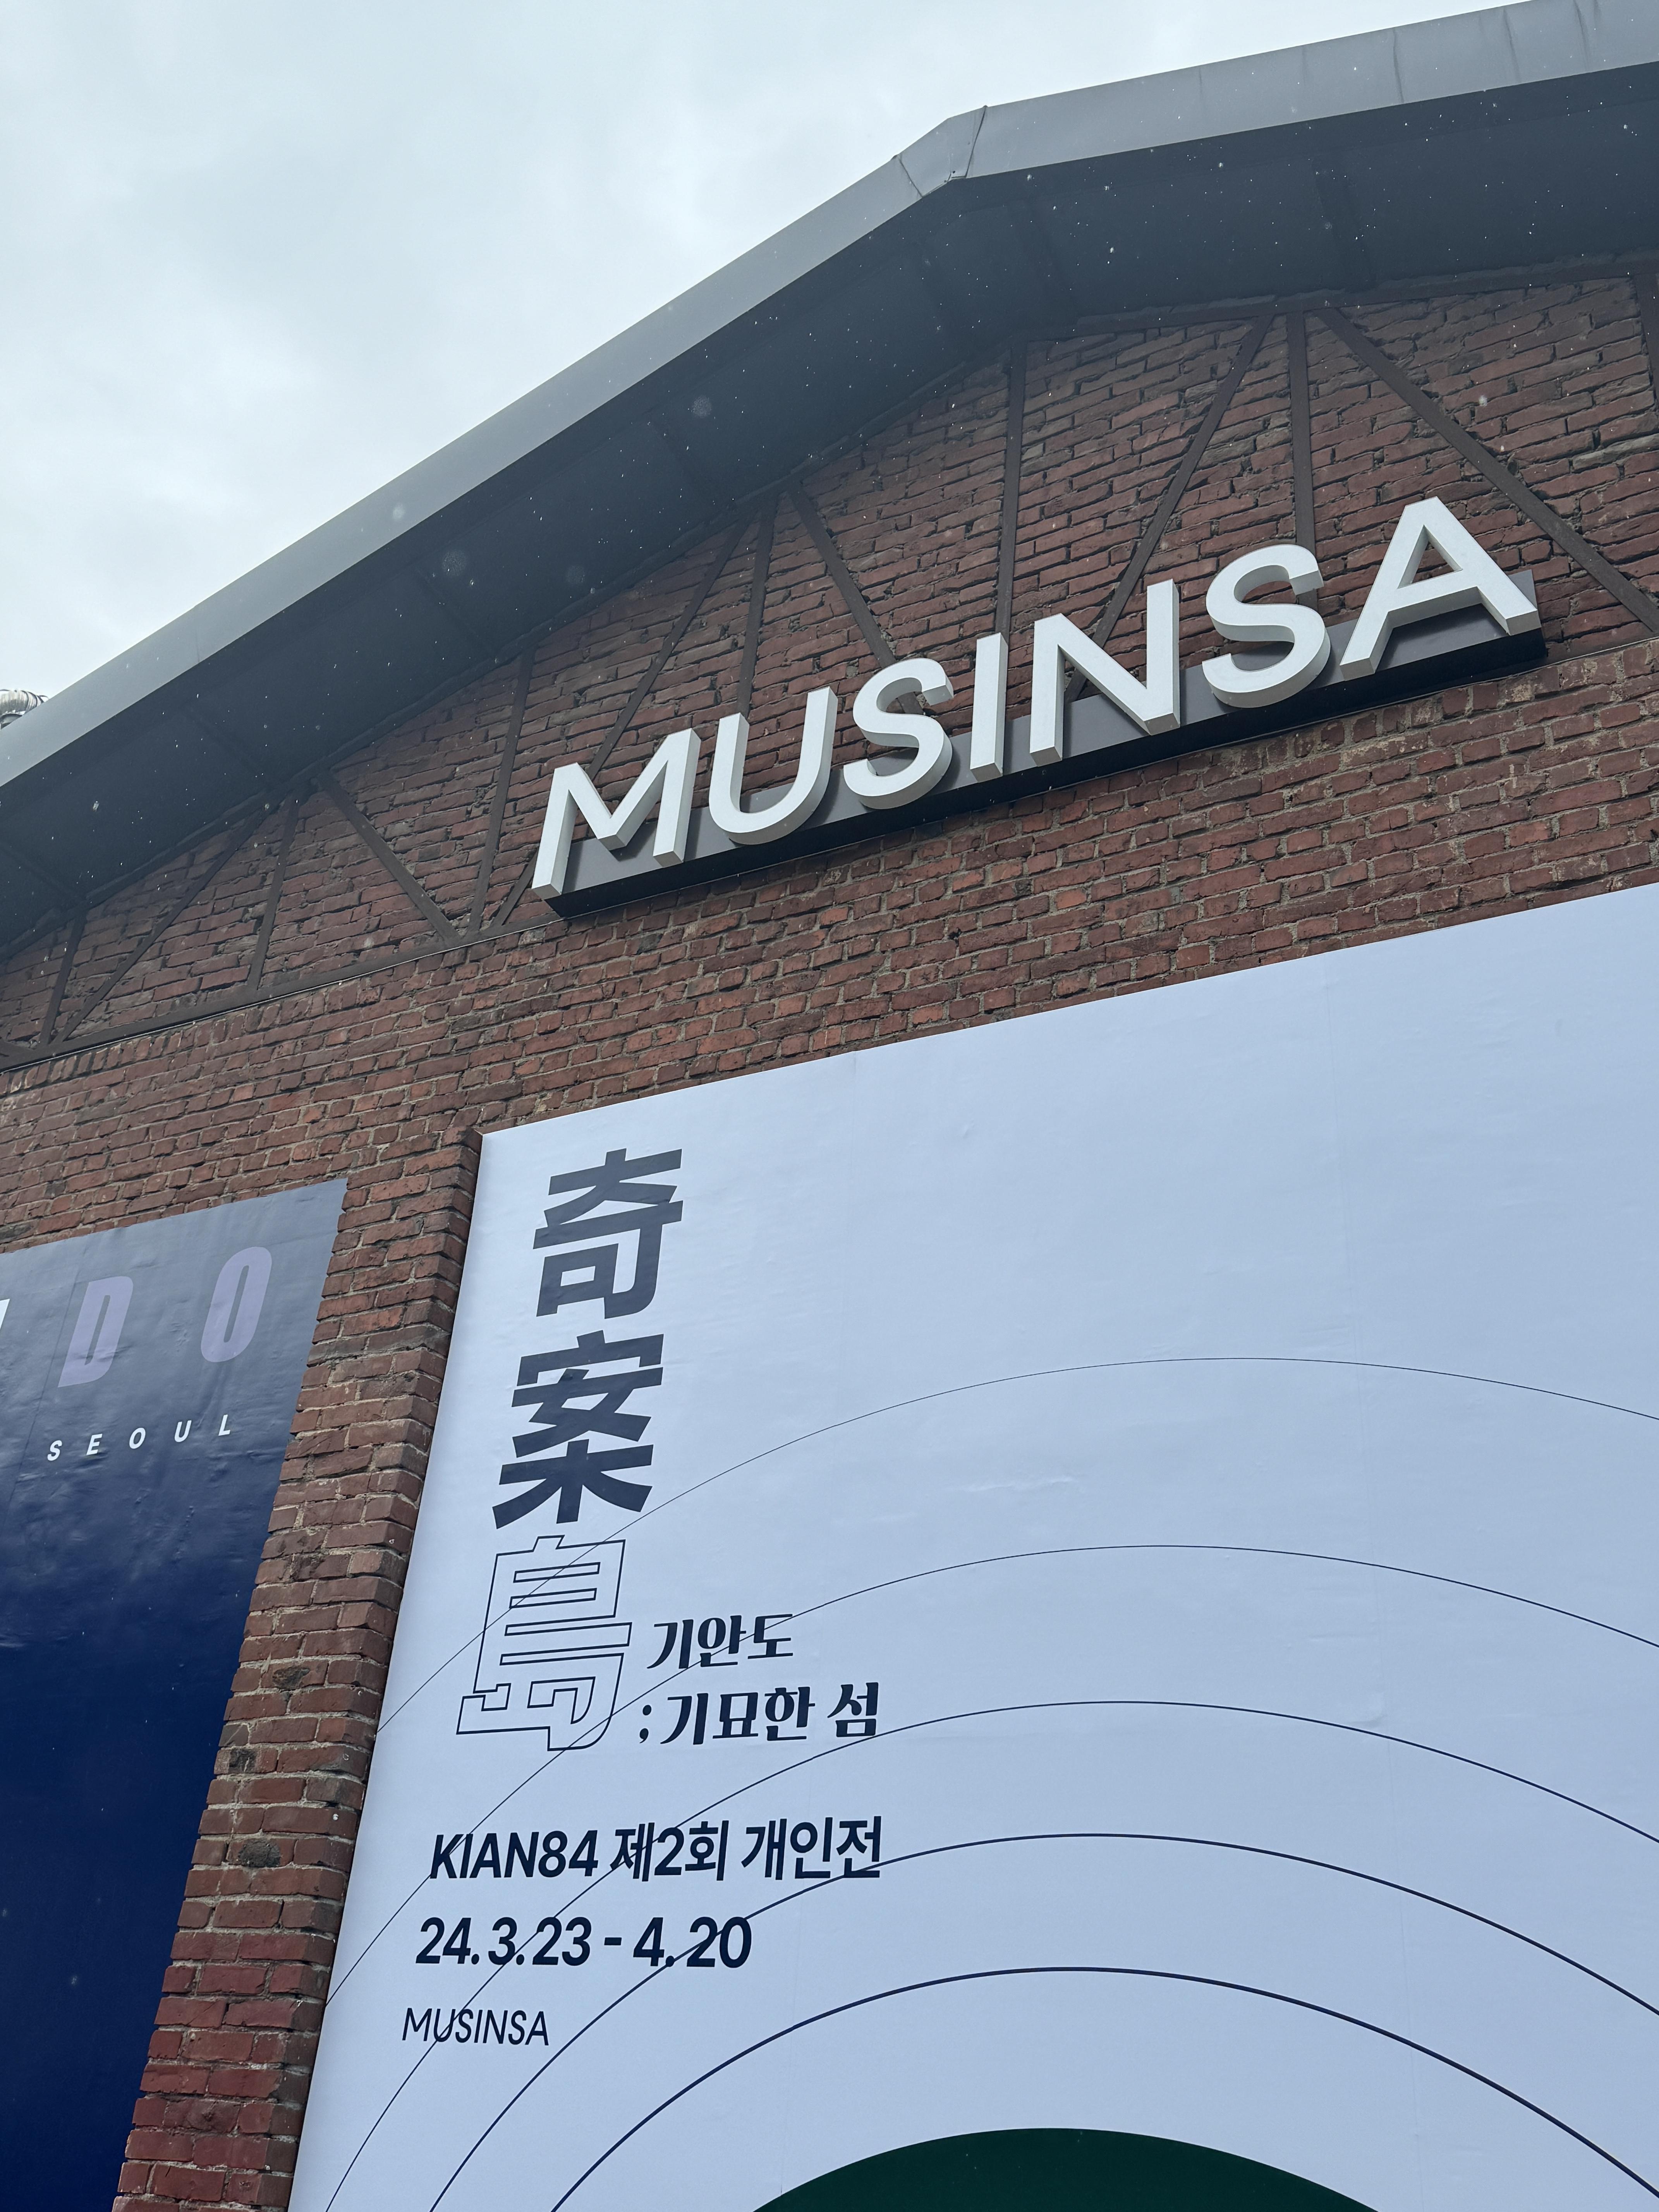 MUSINSA
D O
SEOUL
奇案島
기안도
;기묘한 섬
KIAN84 제2회 개인전
24.3.23 - 4.20
MUSINSA